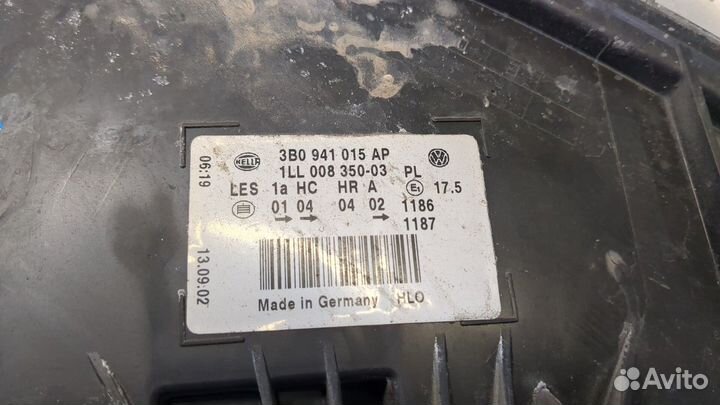 HELLA 3B0 941 015 AP
1LL 008 350-03 PL
LES 1a HC HR A E1 17.5
01 04 04 02 1186
→ → → 1187
Made in Germany HLO
06:19
13.09.02
Avito